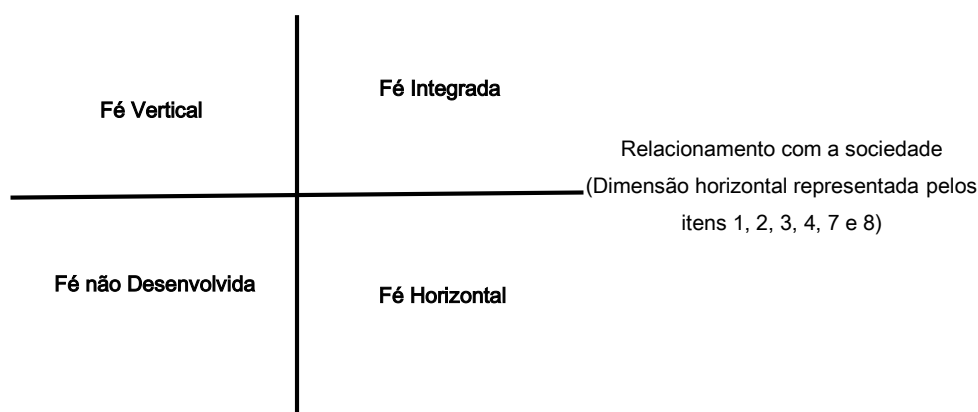 Fé Vertical
Fé Integrada
Relacionamento com a sociedade
(Dimensão horizontal representada pelos
itens 1, 2, 3, 4, 7 e 8)
Fé não Desenvolvida
Fé Horizontal